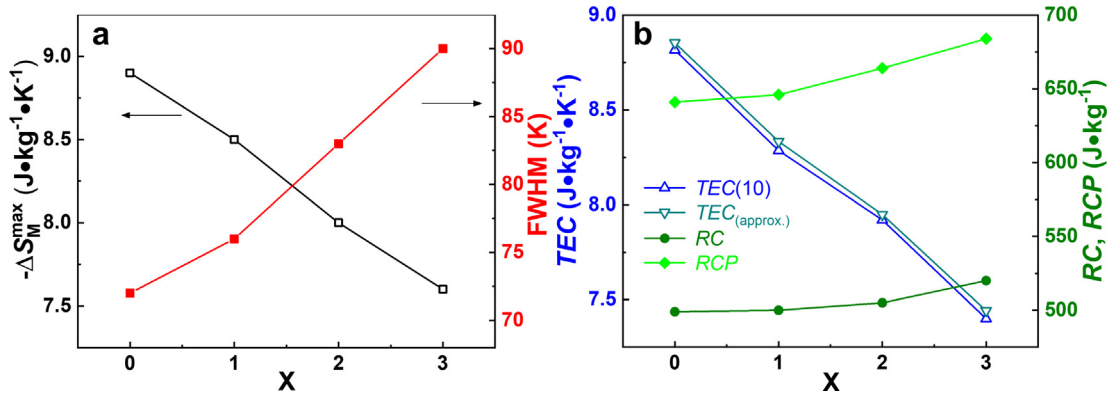 a
-ΔS_M^max (J•kg⁻¹•K⁻¹)
9.0
8.5
8.0
7.5
0 1 2 3
X
90
85
80
75
70
FWHM (K)
b
TEC (J•kg⁻¹•K⁻¹)
9.0
8.5
8.0
7.5
TEC(10)
TEC(approx.)
RC
RCP
0 1 2 3
X
700
650
600
550
500
RC, RCP (J•kg⁻¹)